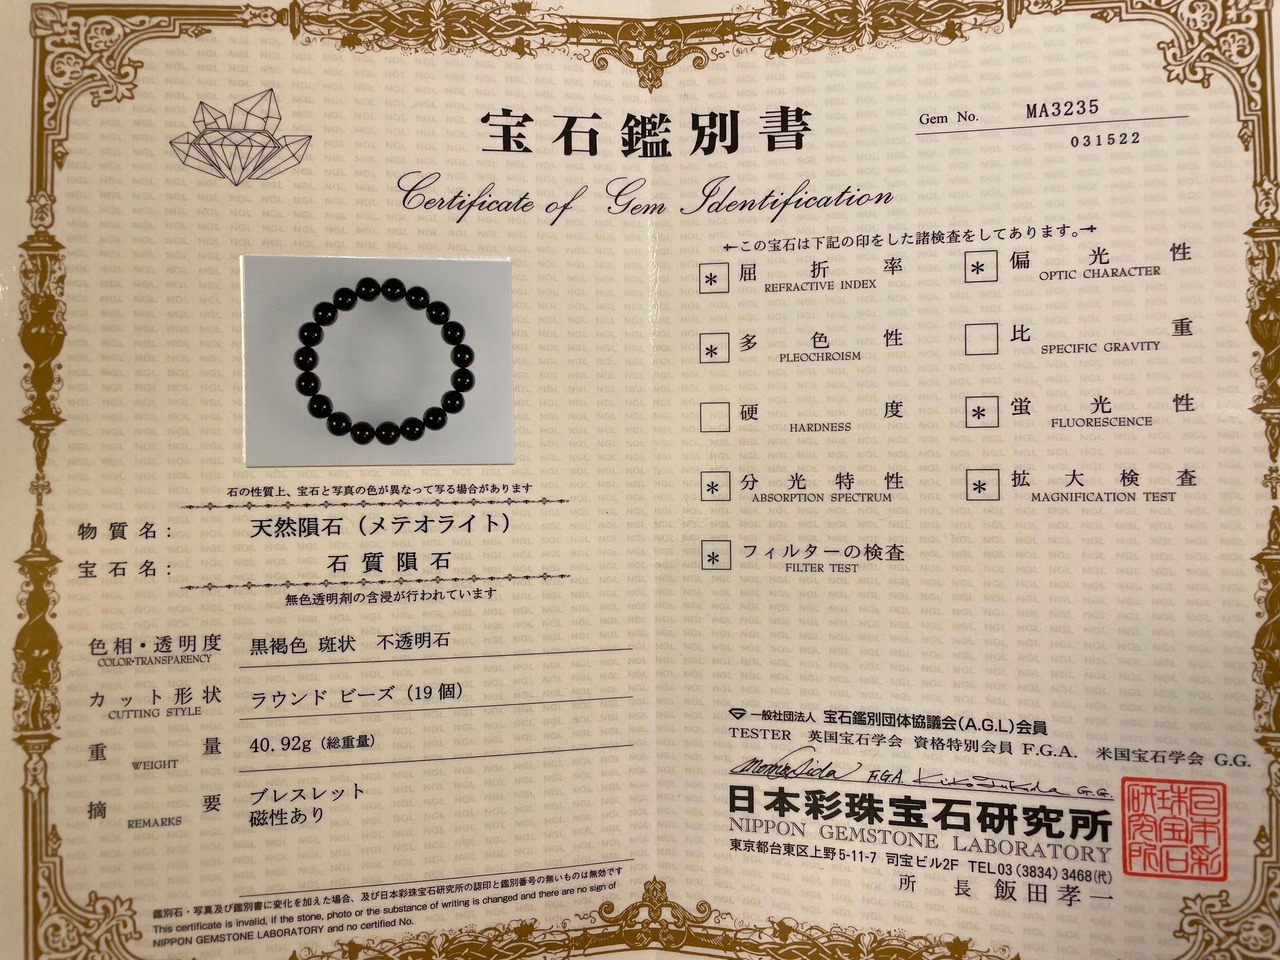 宝石鑑別書
Certificate of Gem Identification
Gem No. MA3235
031522
石の性質上、宝石と写真の色が異なって写る場合があります
物質名： 天然隕石（メテオライト）
宝石名： 石質隕石
無色透明剤の含浸が行われています
色相・透明度 黒褐色 斑状 不透明石
COLOR・TRANSPARENCY
カット形状 ラウンド ビーズ（19個）
CUTTING STYLE
重量 40.92g（総重量）
WEIGHT
摘要 ブレスレット
REMARKS 磁性あり
鑑別石・写真及び鑑別書に変化を加えた場合、及び日本彩珠宝石研究所の認印と鑑別番号の無いものは無効です
This certificate is invalid, if the stone, photo or the substance of writing is changed and there are no sign of
NIPPON GEMSTONE LABORATORY and no certified No.
この宝石は下記の印をした諸検査をしてあります。
* 屈折率 * 偏光性
REFRACTIVE INDEX OPTIC CHARACTER
* 多色性 比重
PLEOCHROISM SPECIFIC GRAVITY
硬度 * 蛍光性
HARDNESS FLUORESCENCE
* 分光特性 * 拡大検査
ABSORPTION SPECTRUM MAGNIFICATION TEST
* フィルターの検査
FILTER TEST
一般社団法人 宝石鑑別団体協議会(A.G.L)会員
TESTER 英国宝石学会 資格特別会員 F.G.A. 米国宝石学会 G.G.
F.G.A. G.G.
日本彩珠宝石研究所
NIPPON GEMSTONE LABORATORY
東京都台東区上野5-11-7 司宝ビル2F TEL03(3834)3468(代)
所長 飯田孝一
日本彩珠宝石研究所